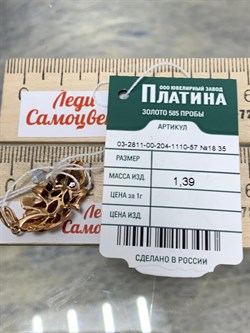 Леди
Самоцве
ООО ЮВЕЛИРНЫЙ ЗАВОД
ПЛАТИНА
ЗОЛОТО 585 ПРОБЫ
АРТИКУЛ
03-2811-00-204-1110-57 №18 35
РАЗМЕР
МАССА ИЗД. 1,39
ЦЕНА за 1г
ЦЕНА ИЗД.
СДЕЛАНО В РОССИИ
Леди
Самоцве